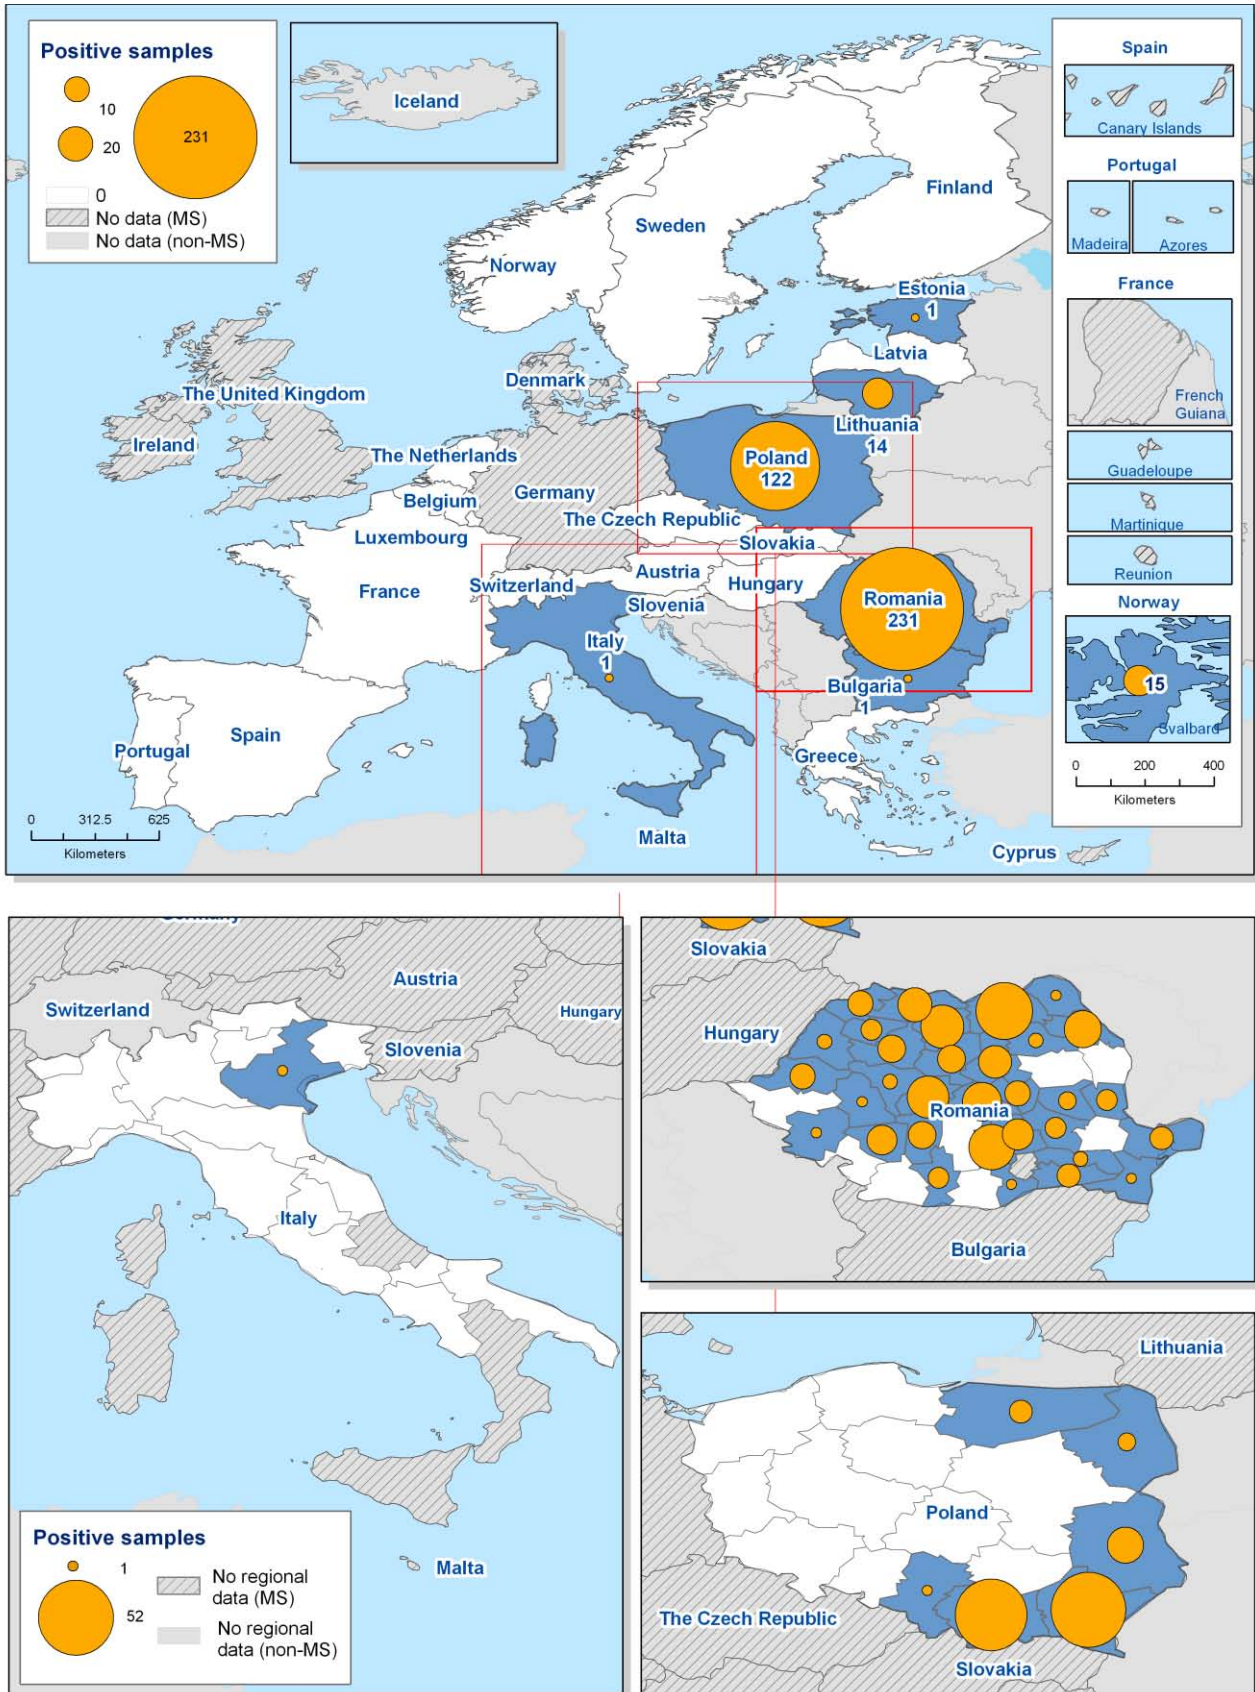 Positive samples
10
20
231
0
No data (MS)
No data (non-MS)
Iceland
Spain
Canary Islands
Portugal
Madeira
Azores
France
French
Guiana
Guadeloupe
Martinique
Reunion
Norway
15
Svalbard
0 200 400
Kilometers
Finland
Sweden
Norway
Estonia
1
Latvia
Denmark
The United Kingdom
Lithuania
14
Ireland
The Netherlands
Poland
122
Germany
Belgium
The Czech Republic
Luxembourg
Slovakia
Austria
Switzerland
Hungary
France
Romania
231
Slovenia
Italy
1
Bulgaria
1
Portugal
Spain
Greece
0 312.5 625
Kilometers
Malta
Cyprus
Germany
Austria
Switzerland
Hungary
Slovenia
Italy
Malta
Positive samples
1
52
No regional
data (MS)
No regional
data (non-MS)
Slovakia
Hungary
Romania
Bulgaria
Lithuania
Poland
The Czech Republic
Slovakia